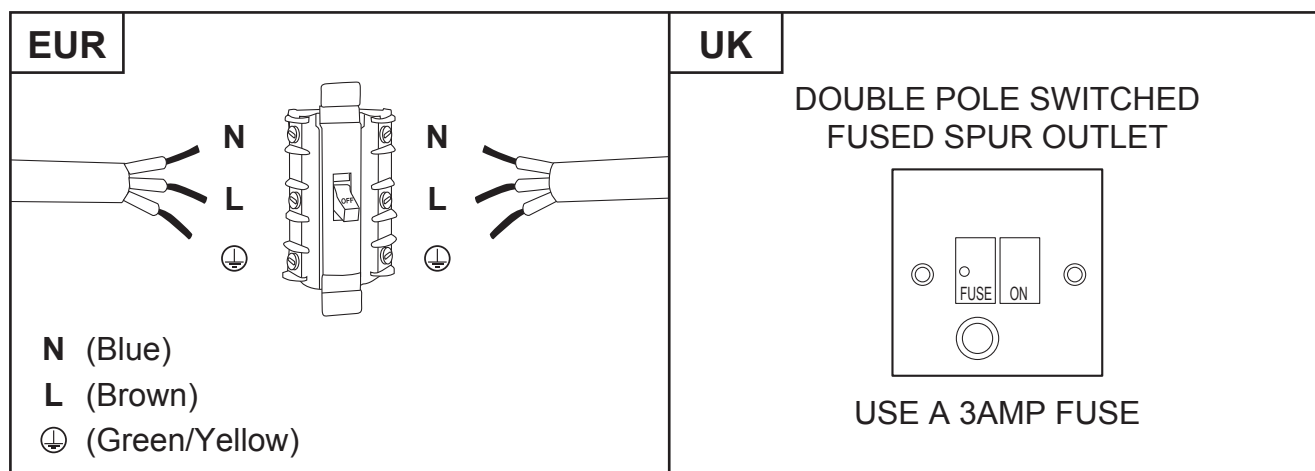 EUR
N
L
N
L
OFF
N (Blue)
L (Brown)
⏚ (Green/Yellow)
UK
DOUBLE POLE SWITCHED
FUSED SPUR OUTLET
FUSE ON
USE A 3AMP FUSE